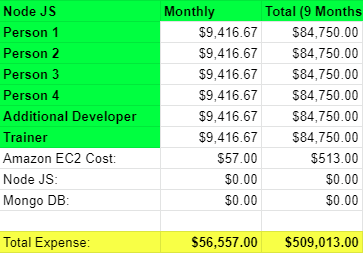 Node JS Monthly Total (9 Months
Person 1 $9,416.67 $84,750.00
Person 2 $9,416.67 $84,750.00
Person 3 $9,416.67 $84,750.00
Person 4 $9,416.67 $84,750.00
Additional Developer $9,416.67 $84,750.00
Trainer $9,416.67 $84,750.00
Amazon EC2 Cost: $57.00 $513.00
Node JS: $0.00 $0.00
Mongo DB: $0.00 $0.00
Total Expense: $56,557.00 $509,013.00